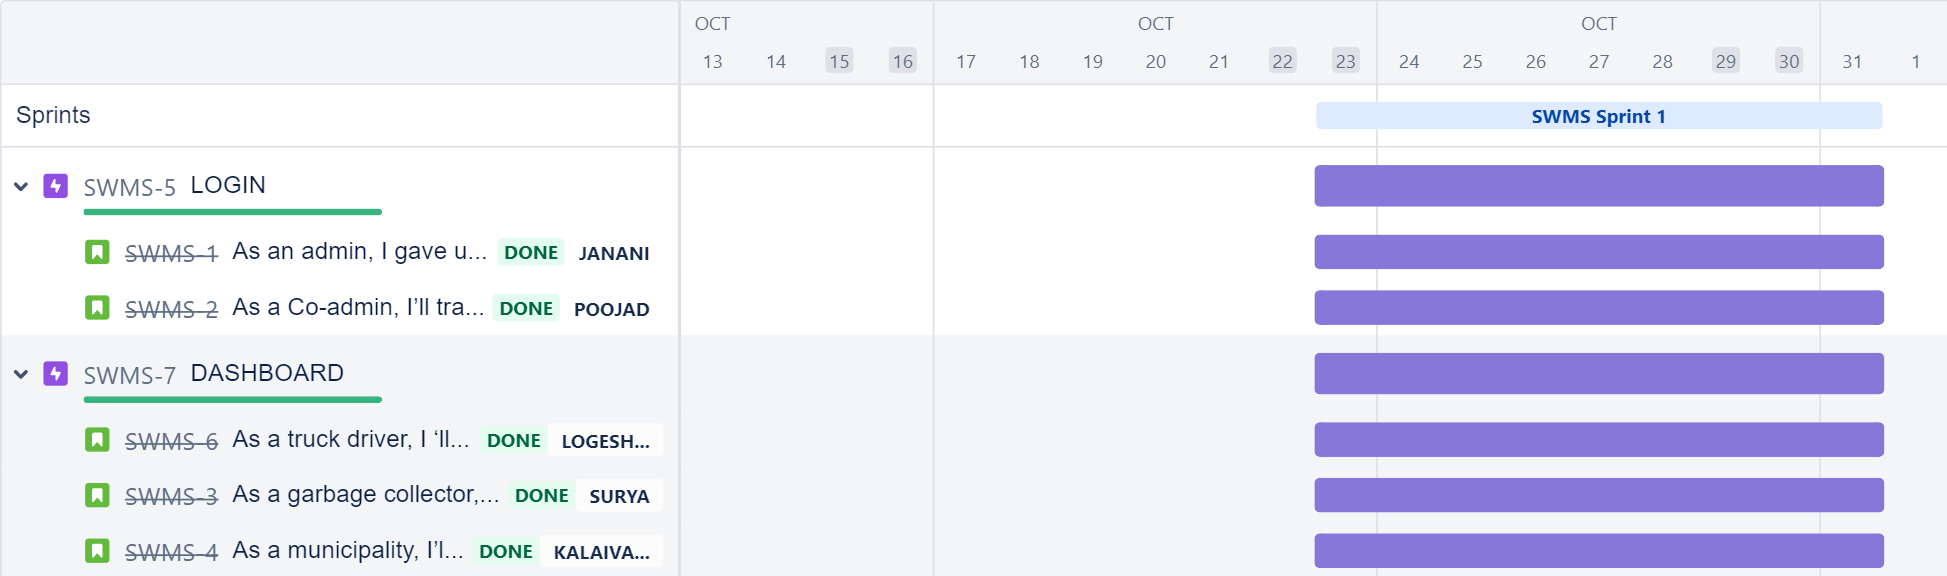 OCT OCT OCT
13 14 15 16 17 18 19 20 21 22 23 24 25 26 27 28 29 30 31 1
Sprints SWMS Sprint 1
SWMS-5 LOGIN
SWMS-1 As an admin, I gave u... DONE JANANI
SWMS-2 As a Co-admin, I’ll tra... DONE POOJAD
SWMS-7 DASHBOARD
SWMS-6 As a truck driver, I ‘ll... DONE LOGESH...
SWMS-3 As a garbage collector,... DONE SURYA
SWMS-4 As a municipality, I’l... DONE KALAIVA...